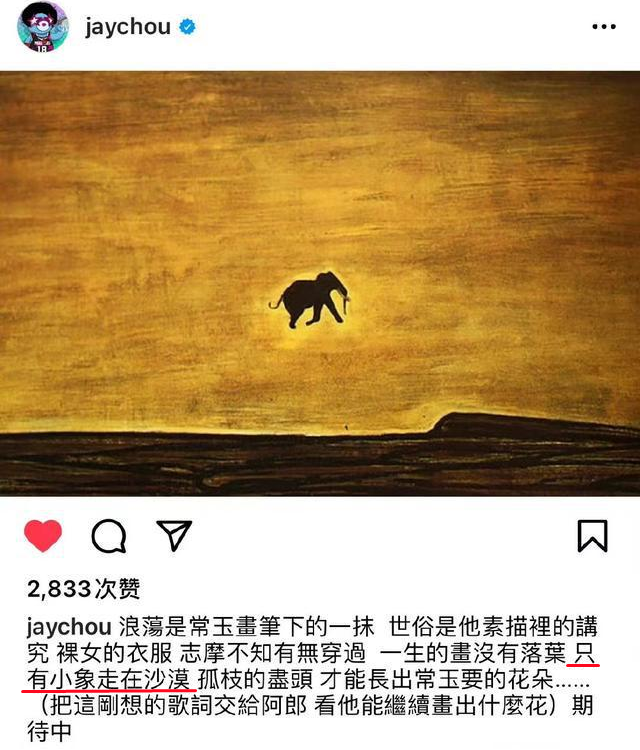 jaychou
2,833次赞
jaychou 浪蕩是常玉畫筆下的一抹 世俗是他素描裡的講
究 裸女的衣服 志摩不知有無穿過 一生的畫沒有落葉 只
有小象走在沙漠 孤枝的盡頭 才能長出常玉要的花朵……
（把這剛想的歌詞交給阿郎 看他能繼續畫出什麼花）期
待中